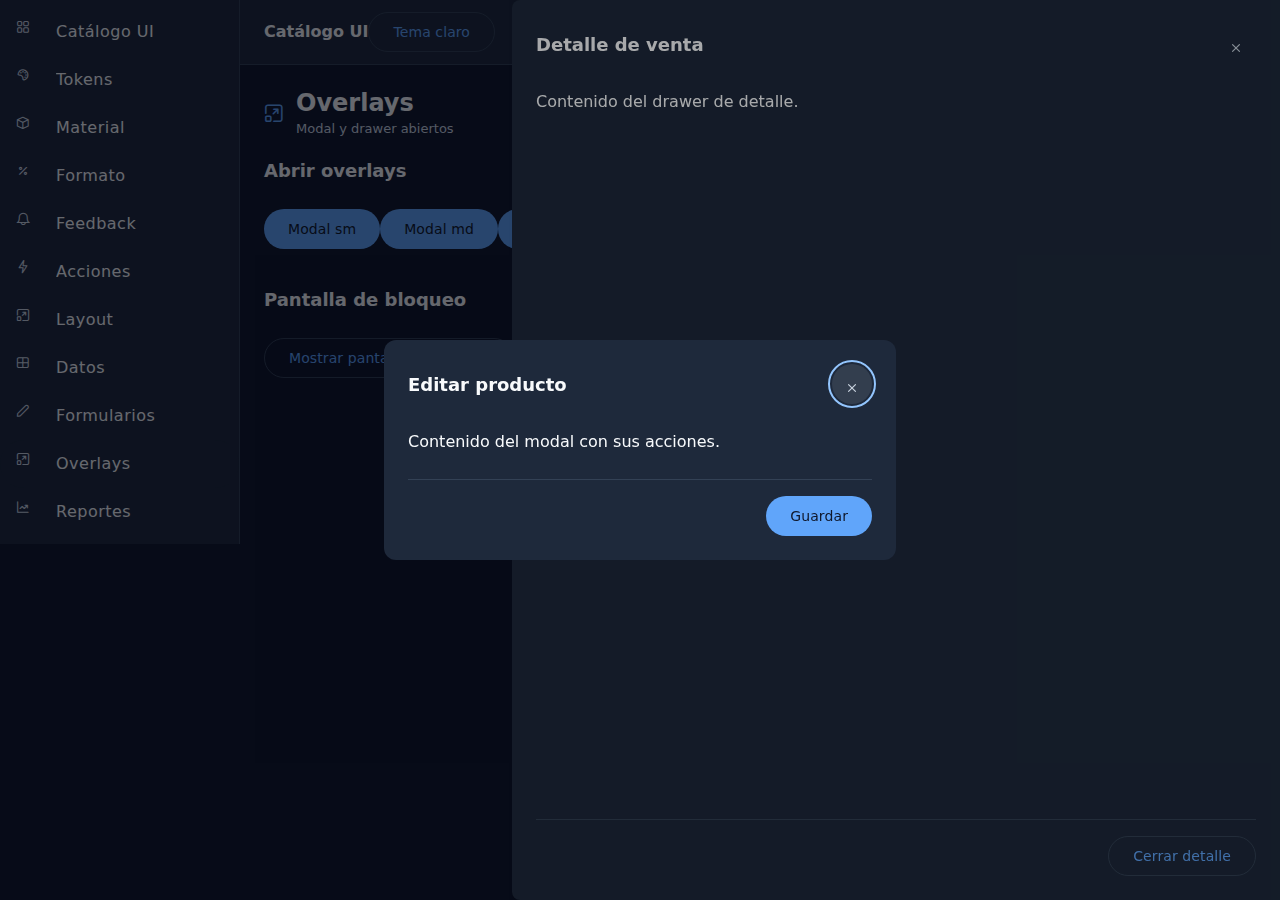 Catálogo UI
Tokens
Material
Formato
Feedback
Acciones
Layout
Datos
Formularios
Overlays
Reportes
Catálogo UI
Tema claro
Overlays
Modal y drawer abiertos
Abrir overlays
Modal sm
Modal md
Pantalla de bloqueo
Mostrar panta
Detalle de venta
×
Contenido del drawer de detalle.
Editar producto
×
Contenido del modal con sus acciones.
Guardar
Cerrar detalle